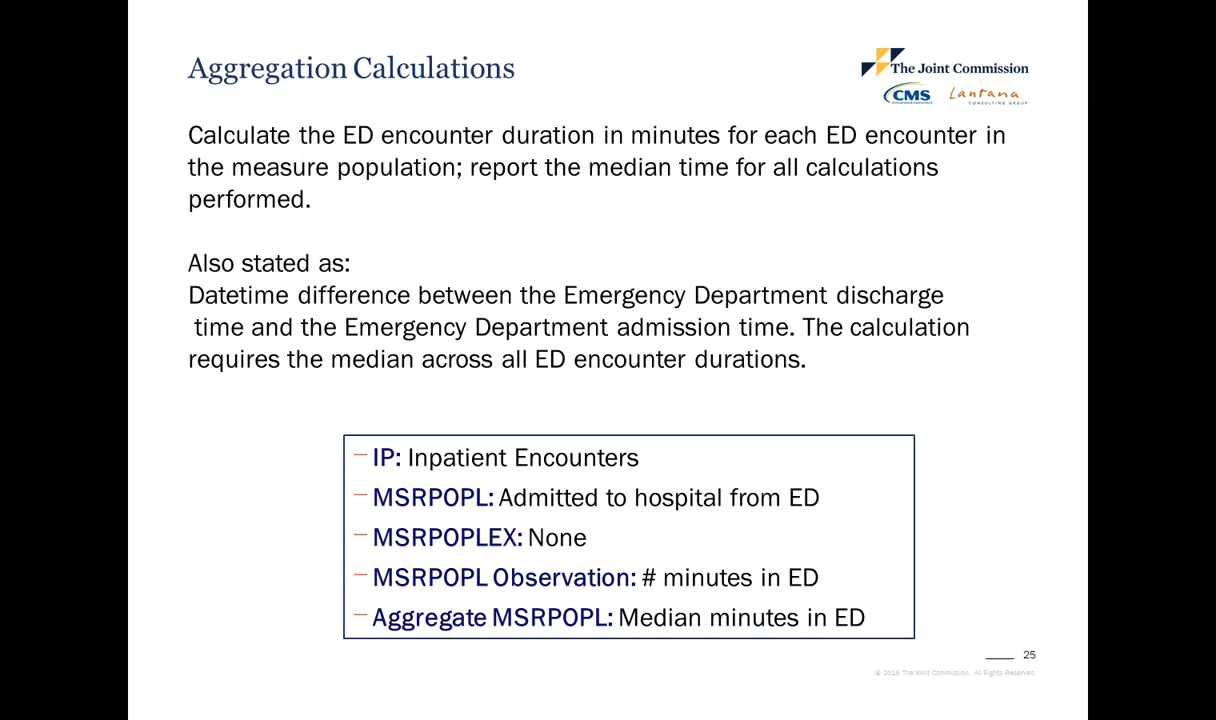 Aggregation Calculations
The Joint Commission
CMS
Lantana
CONSULTING GROUP
Calculate the ED encounter duration in minutes for each ED encounter in
the measure population; report the median time for all calculations
performed.
Also stated as:
Datetime difference between the Emergency Department discharge
time and the Emergency Department admission time. The calculation
requires the median across all ED encounter durations.
– IP: Inpatient Encounters
– MSRPOPL: Admitted to hospital from ED
– MSRPOPLEX: None
– MSRPOPL Observation: # minutes in ED
– Aggregate MSRPOPL: Median minutes in ED
25
The Joint Commission. All Rights Reserved.